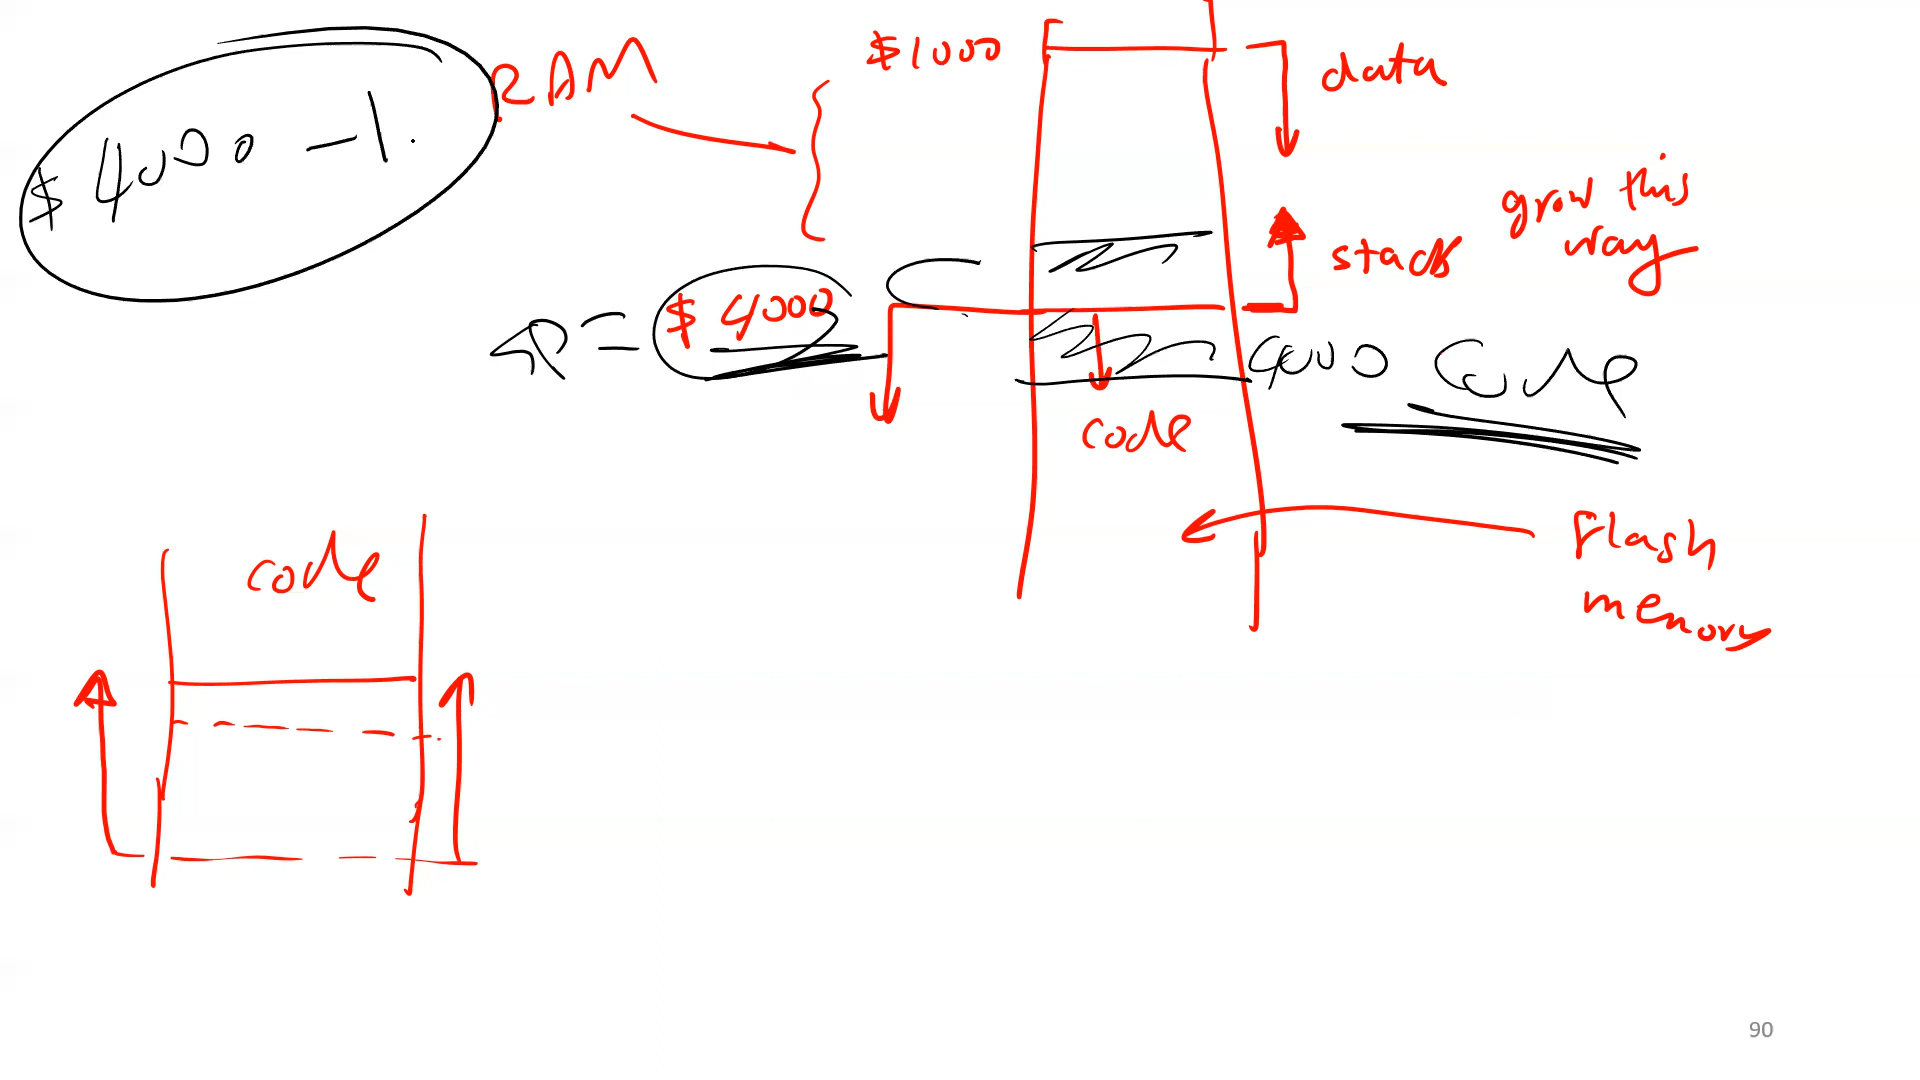 $4000 -1.
RAM
$1000
data
grow this
way
stack
SP = $4000
4000 code
code
flash
memory
code
90